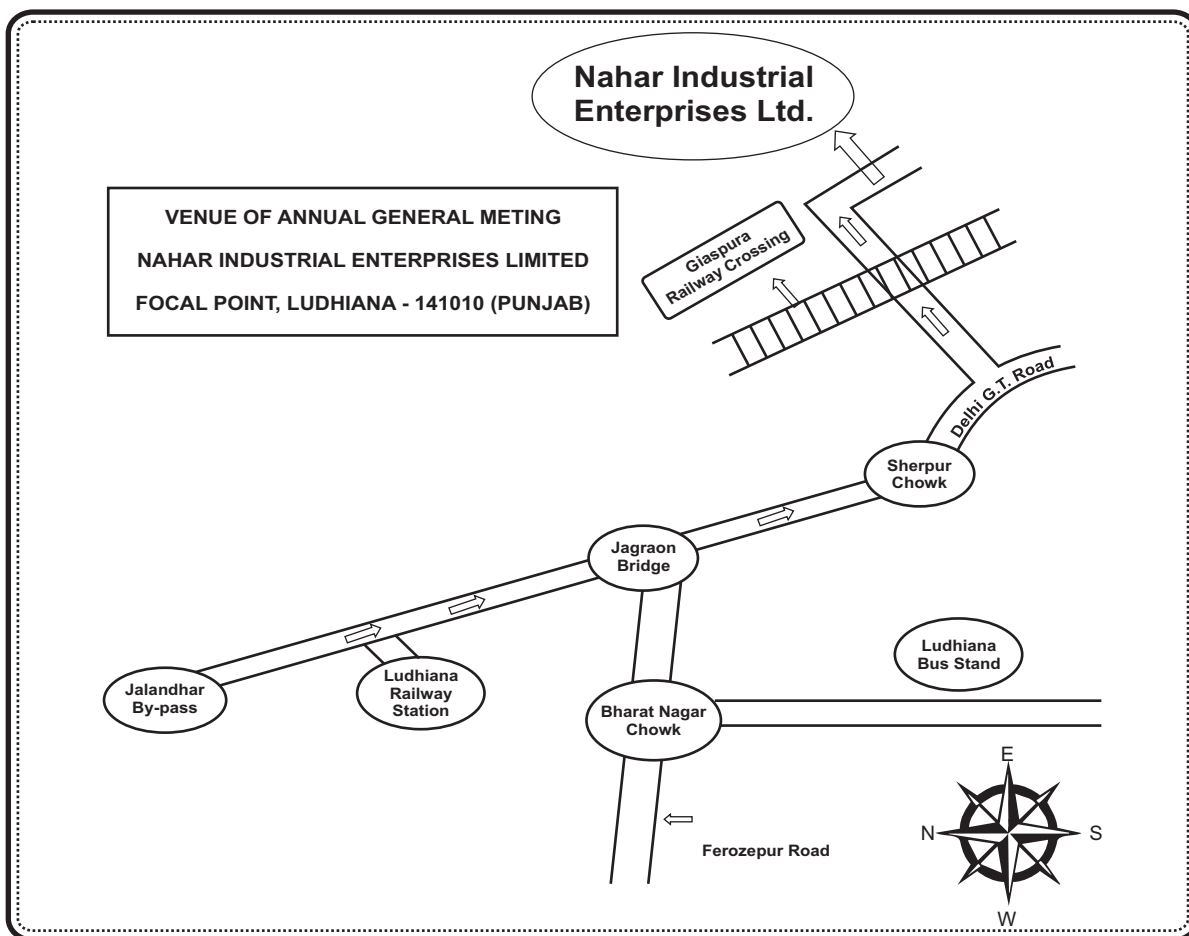 Nahar Industrial
Enterprises Ltd.
VENUE OF ANNUAL GENERAL METING
NAHAR INDUSTRIAL ENTERPRISES LIMITED
FOCAL POINT, LUDHIANA - 141010 (PUNJAB)
Giaspura
Railway Crossing
Delhi G.T. Road
Sherpur
Chowk
Jagraon
Bridge
Ludhiana
Bus Stand
Jalandhar
By-pass
Ludhiana
Railway
Station
Bharat Nagar
Chowk
Ferozepur Road
E
N
S
W